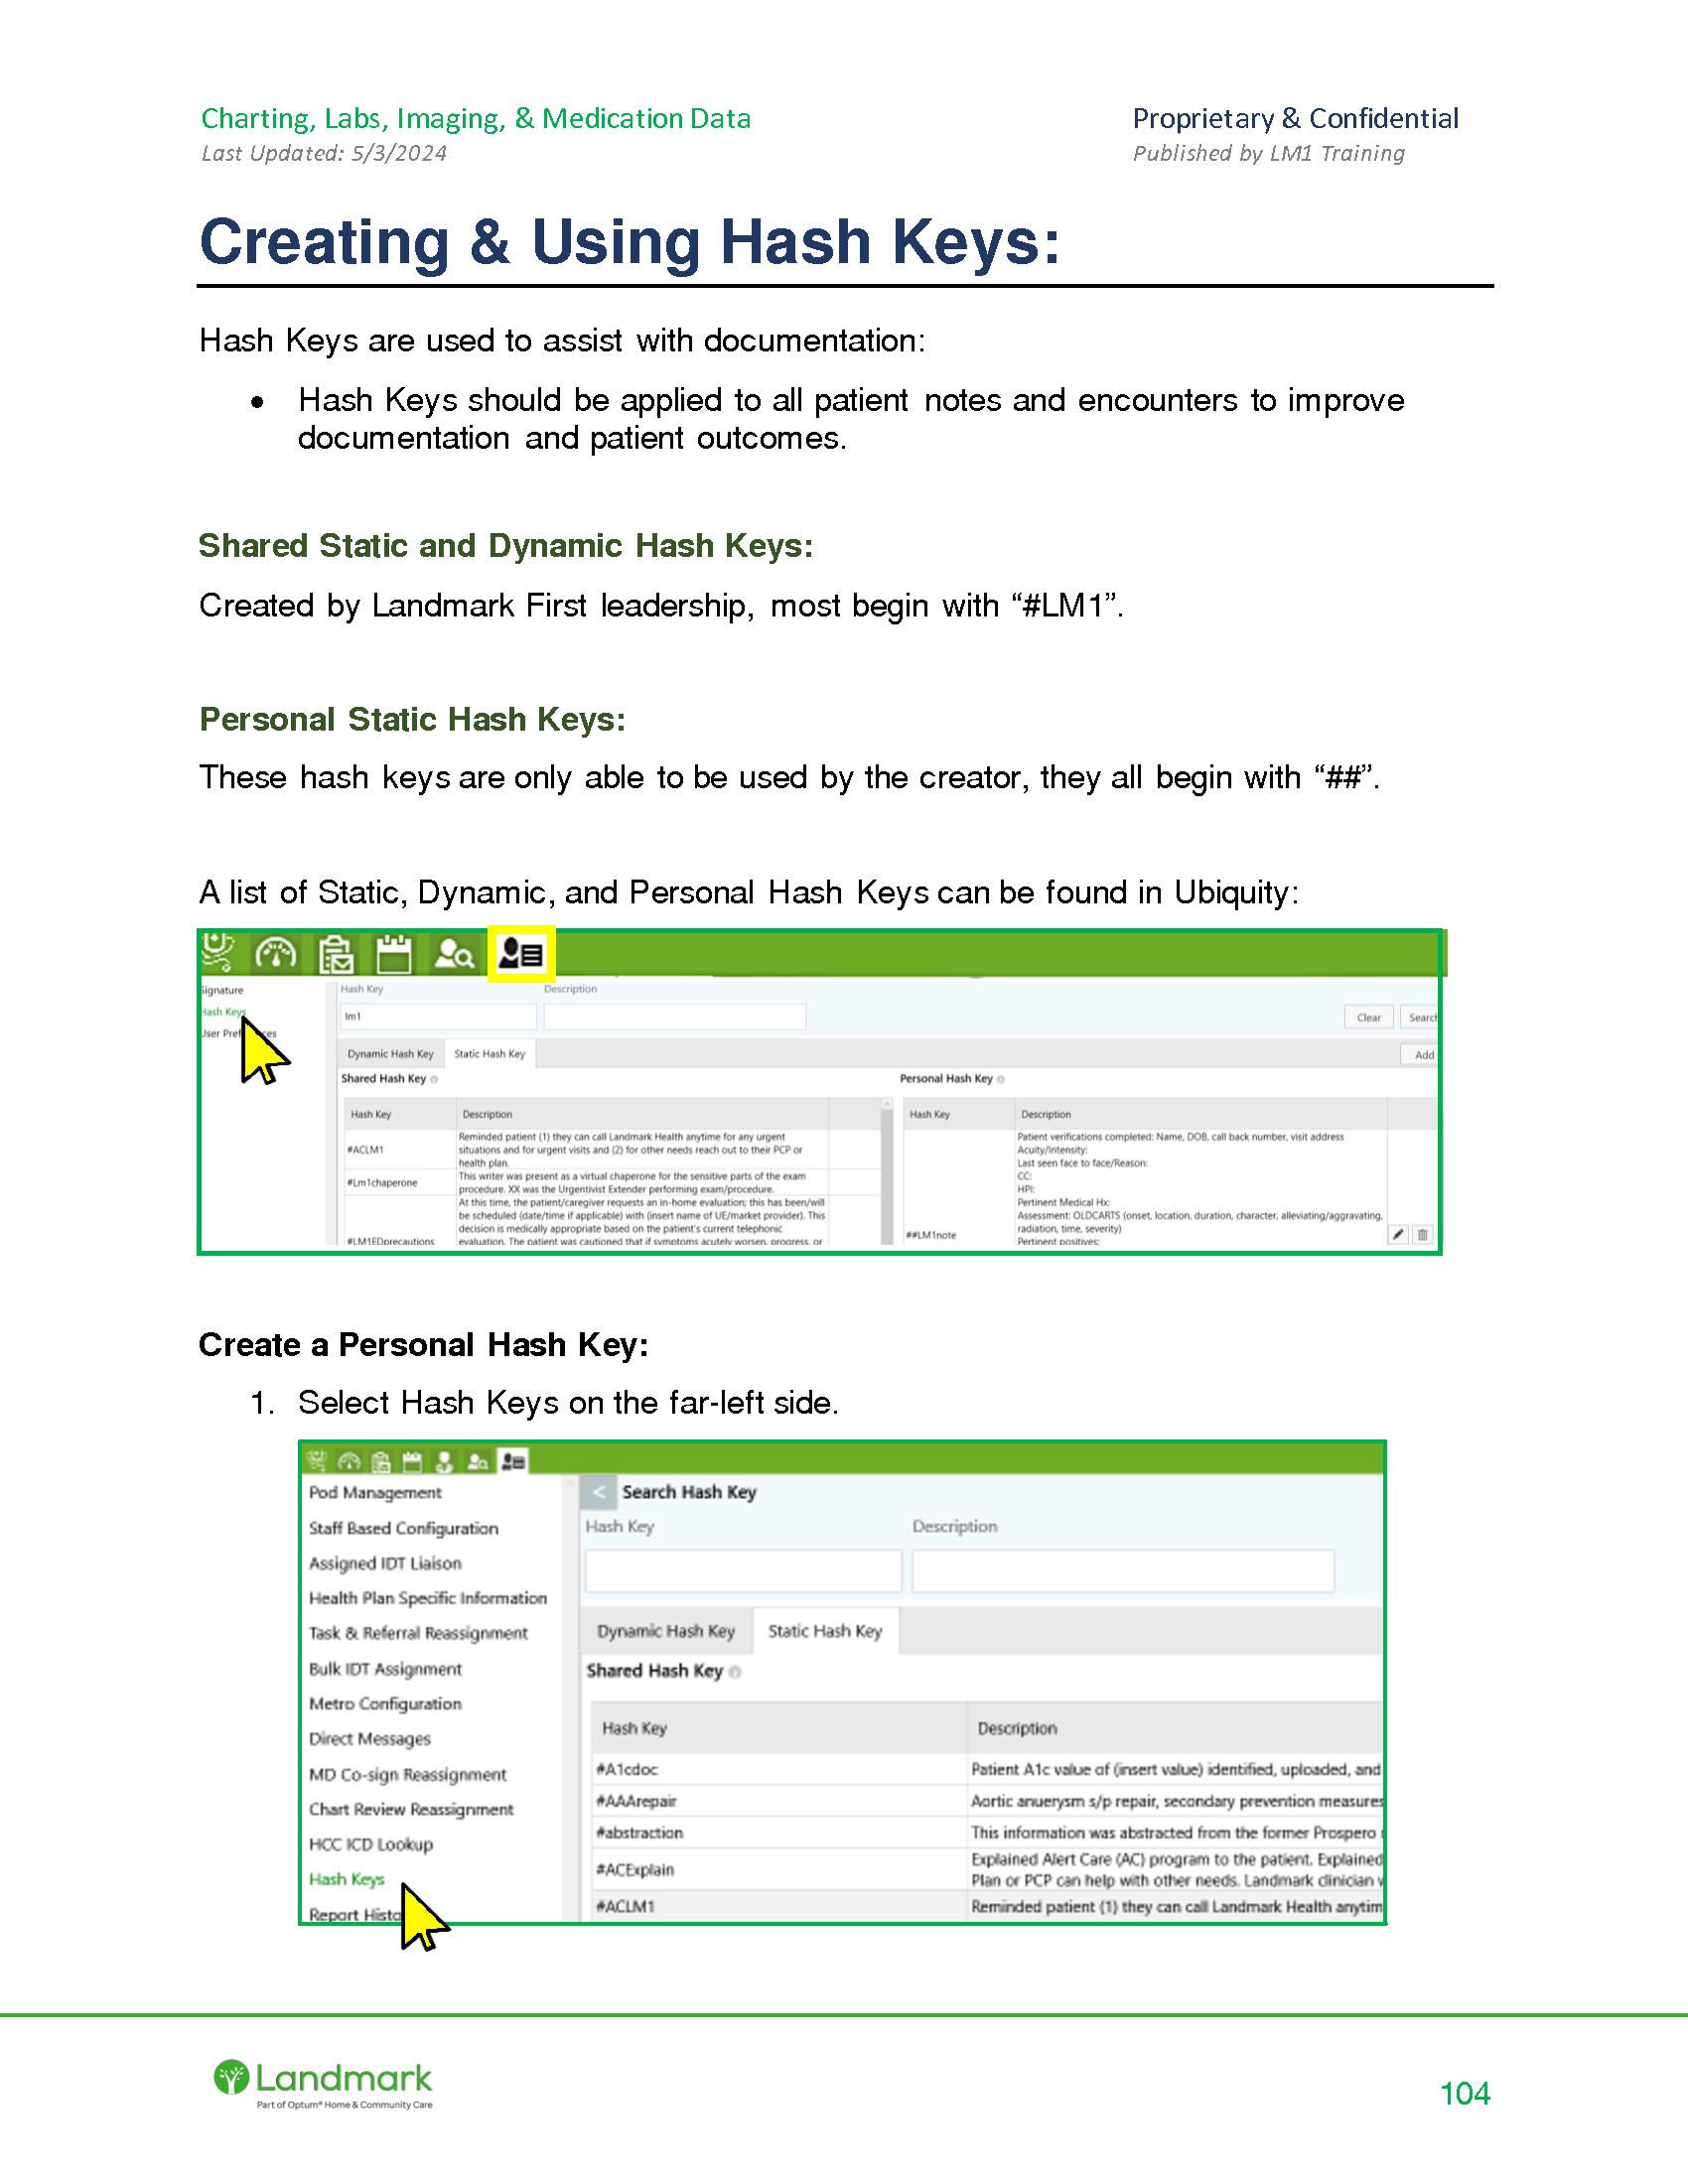 Charting, Labs, Imaging, & Medication Data
Proprietary & Confidential
Last Updated: 5/3/2024
Published by LM1 Training
Creating & Using Hash Keys:
Hash Keys are used to assist with documentation:
• Hash Keys should be applied to all patient notes and encounters to improve
documentation and patient outcomes.
Shared Static and Dynamic Hash Keys:
Created by Landmark First leadership, most begin with “#LM1”.
Personal Static Hash Keys:
These hash keys are only able to be used by the creator, they all begin with “##”.
A list of Static, Dynamic, and Personal Hash Keys can be found in Ubiquity:
Signature
Hash Keys
Hash Key
Description
lm1
Clear
Search
Dynamic Hash Key
Static Hash Key
Add
Shared Hash Key
Hash Key
Description
#ACLM1
Reminded patient (1) they can call Landmark Health anytime for any urgent
situations and for urgent visits and (2) for other needs reach out to their PCP or
health plan.
#Lm1chaperone
This writer was present as a virtual chaperone for the sensitive parts of the exam
procedure. XX was the Urgentivist Extender performing exam/procedure.
#LM1EDprecautions
At this time, the patient/caregiver requests an in-home evaluation; this has been/will
be scheduled (date/time if applicable) with (insert name of UE/market provider). This
decision is medically appropriate based on the patient's current telephonic
evaluation. The patient was cautioned that if symptoms acutely worsen, progress, or
Personal Hash Key
Hash Key
Description
##LM1note
Patient verifications completed: Name, DOB, call back number, visit address
Acuity/Intensity:
Last seen face to face/Reason:
CC:
HPI:
Pertinent Medical Hx:
Assessment: OLDCARTS (onset, location, duration, character, alleviating/aggravating,
radiation, time, severity)
Pertinent positives:
Create a Personal Hash Key:
1. Select Hash Keys on the far-left side.
Pod Management
Staff Based Configuration
Assigned IDT Liaison
Health Plan Specific Information
Task & Referral Reassignment
Bulk IDT Assignment
Metro Configuration
Direct Messages
MD Co-sign Reassignment
Chart Review Reassignment
HCC ICD Lookup
Hash Keys
Report Histo
< Search Hash Key
Hash Key
Description
Dynamic Hash Key
Static Hash Key
Shared Hash Key
Hash Key
Description
#A1cdoc
Patient A1c value of (insert value) identified, uploaded, and
#AAArepair
Aortic anuerysm s/p repair, secondary prevention measures
#abstraction
This information was abstracted from the former Prospero
#ACExplain
Explained Alert Care (AC) program to the patient. Explained
Plan or PCP can help with other needs. Landmark clinician
#ACLM1
Reminded patient (1) they can call Landmark Health anytim
Landmark
Part of Optum® Home & Community Care
104